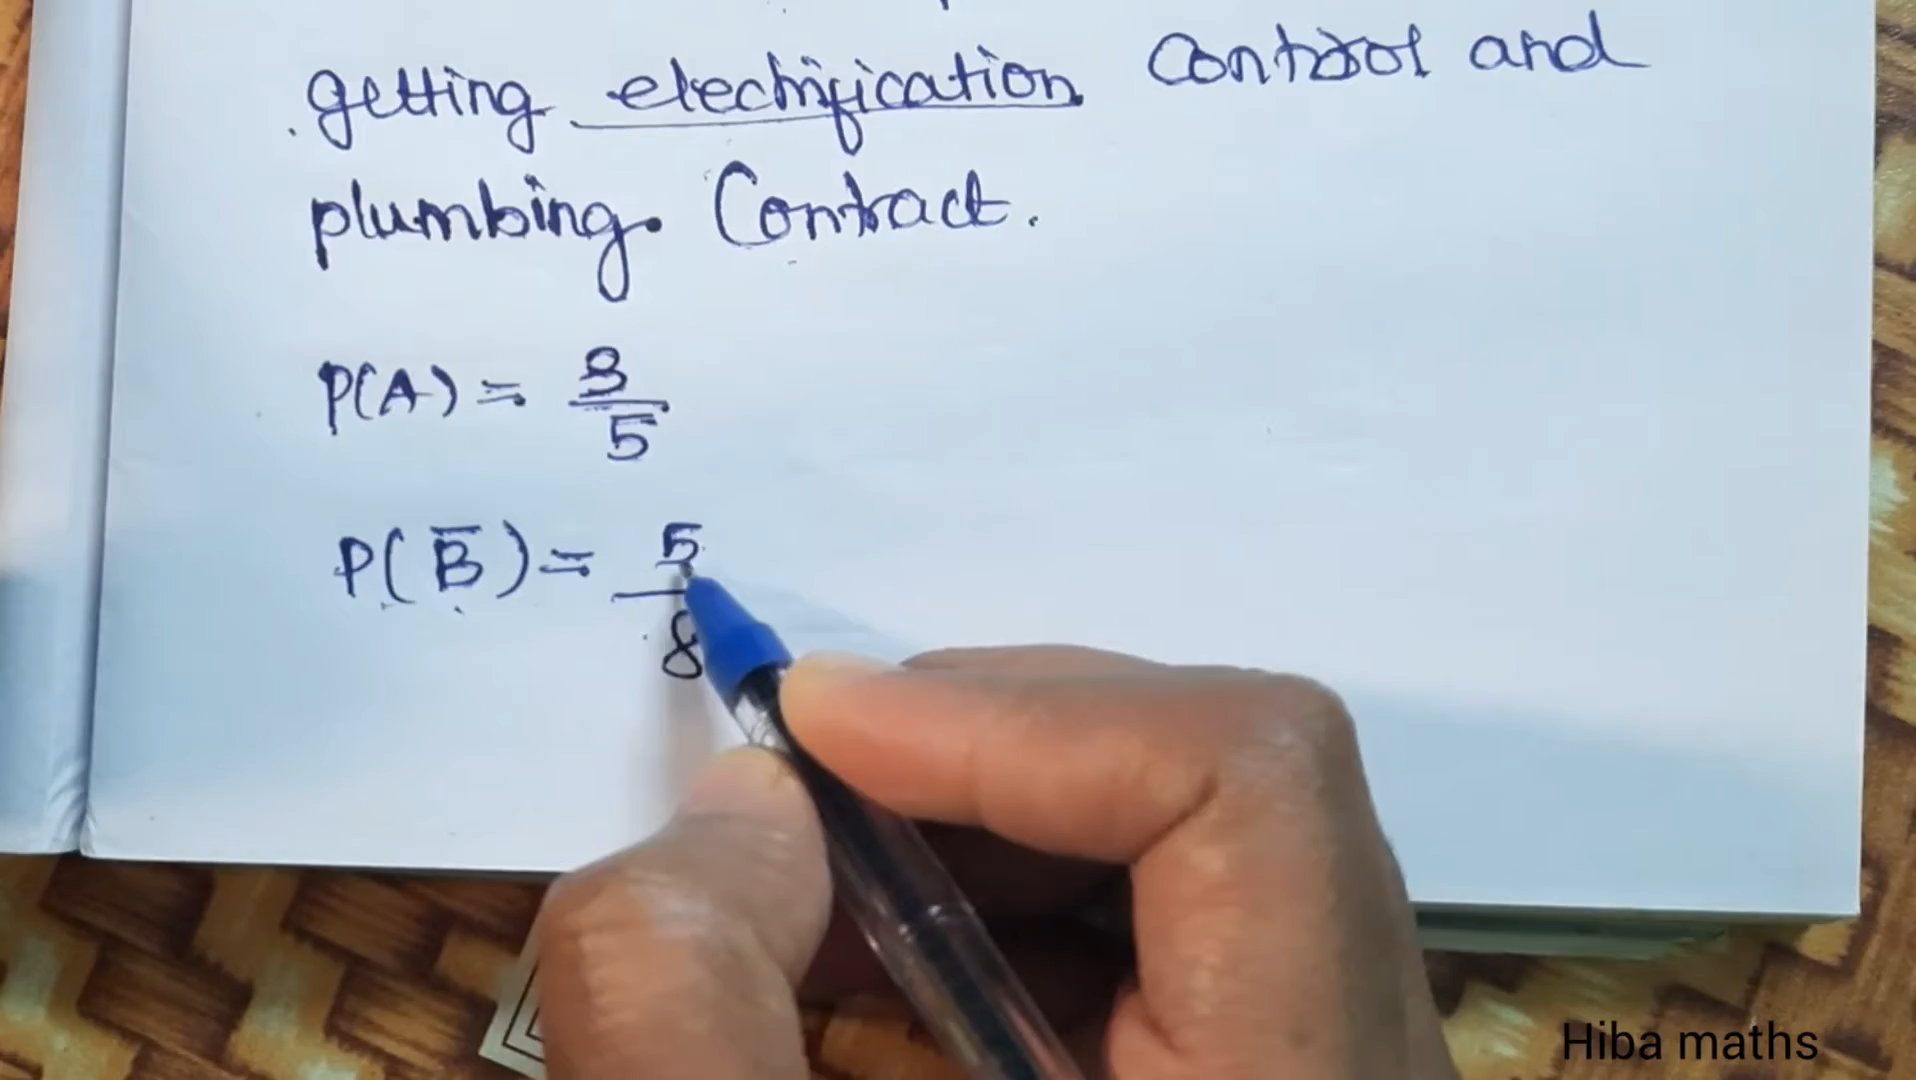 getting electrification Control and
plumbing. Contract.
P(A) = 3/5
P(B̅) = 5/8
Hiba maths